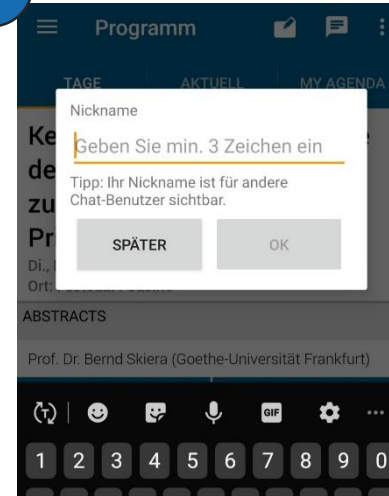 Programm
TAGE AKTUELL MY AGENDA
Nickname
Geben Sie min. 3 Zeichen ein
Tipp: Ihr Nickname ist für andere
Chat-Benutzer sichtbar.
SPÄTER OK
Ke
de
zu
Pr
Di.,
Ort:
ABSTRACTS
Prof. Dr. Bernd Skiera (Goethe-Universität Frankfurt)
T GIF
1 2 3 4 5 6 7 8 9 0